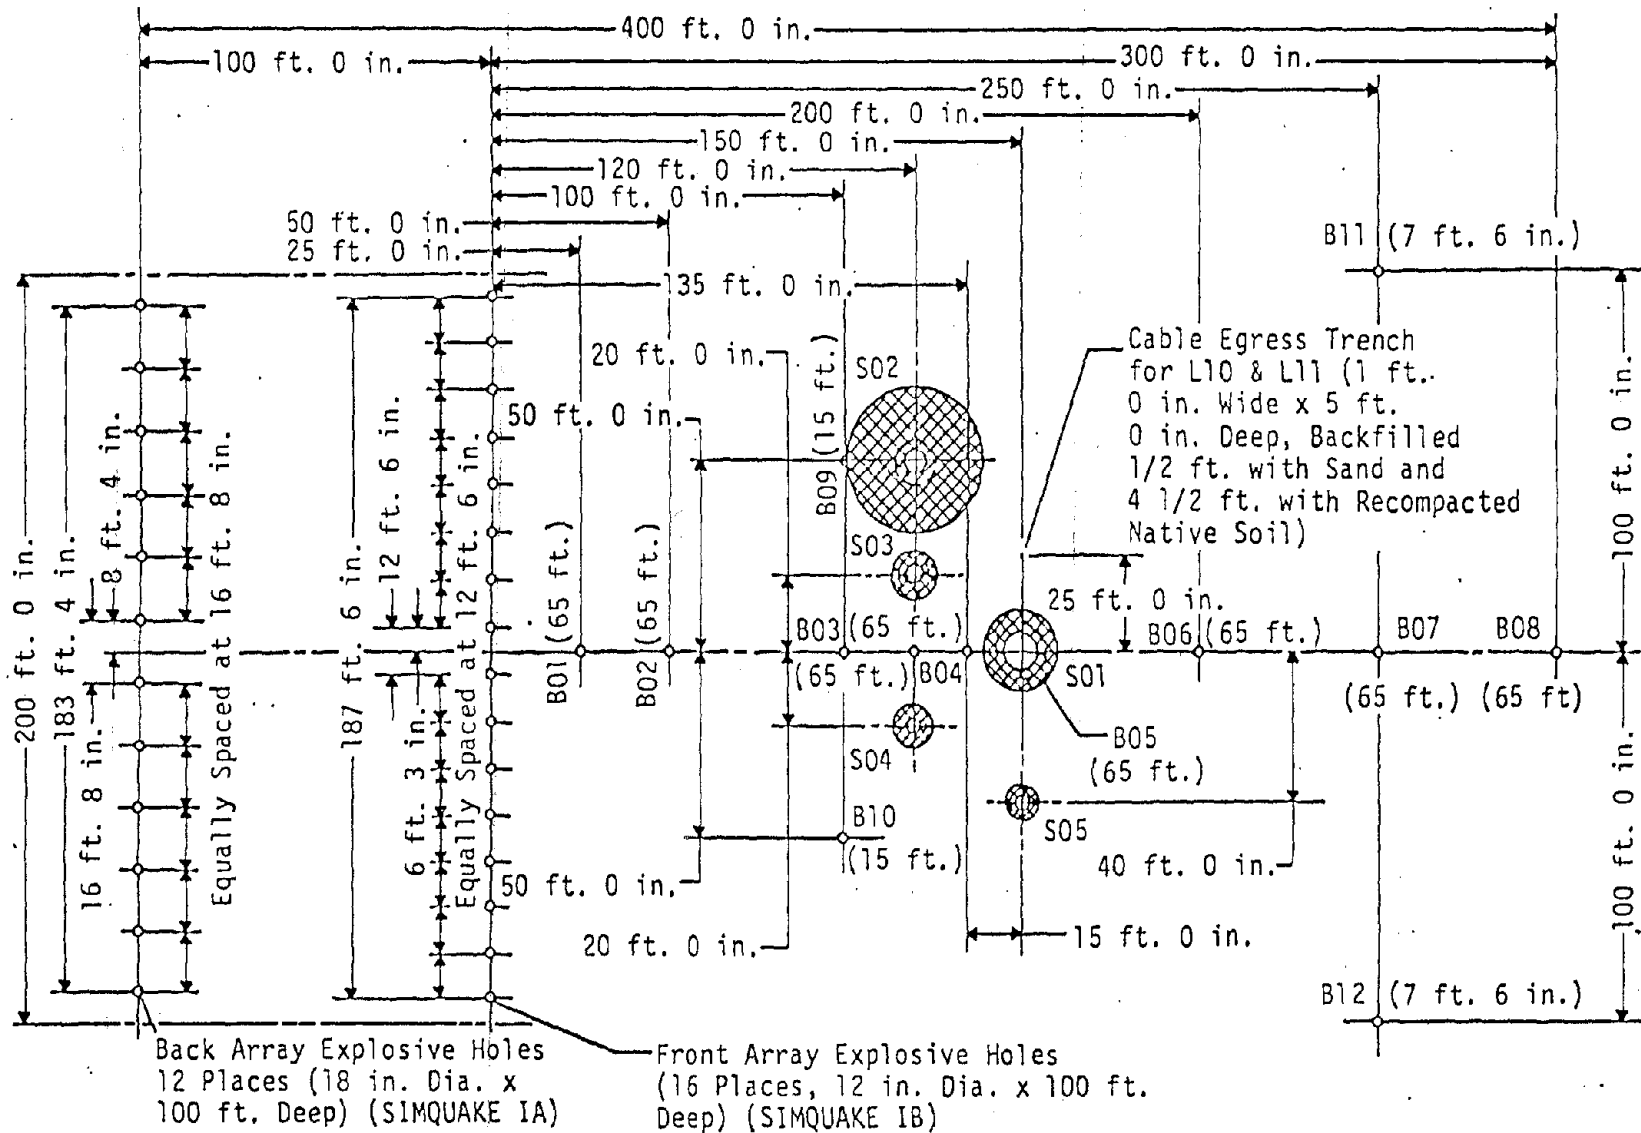 400 ft. 0 in.
100 ft. 0 in.
300 ft. 0 in.
250 ft. 0 in.
200 ft. 0 in.
150 ft. 0 in.
120 ft. 0 in.
100 ft. 0 in.
50 ft. 0 in.
25 ft. 0 in.
135 ft. 0 in.
B11 (7 ft. 6 in.)
20 ft. 0 in.
50 ft. 0 in.
B09 (15 ft.)
S02
S03
Cable Egress Trench
for L10 & L11 (1 ft.
0 in. Wide x 5 ft.
0 in. Deep, Backfilled
1/2 ft. with Sand and
4 1/2 ft. with Recompacted
Native Soil)
100 ft. 0 in.
200 ft. 0 in.
183 ft. 4 in.
8 ft. 4 in.
16 ft. 8 in.
Equally Spaced at 16 ft. 8 in.
187 ft. 6 in.
12 ft. 6 in.
6 ft. 3 in.
Equally Spaced at 12 ft. 6 in.
B01 (65 ft.)
B02 (65 ft.)
B03 (65 ft.)
(65 ft.) B04
25 ft. 0 in.
S01
B06 (65 ft.)
B07
B08
(65 ft.) (65 ft)
S04
B05
(65 ft.)
S05
B10
(15 ft.)
50 ft. 0 in.
20 ft. 0 in.
40 ft. 0 in.
15 ft. 0 in.
100 ft. 0 in.
B12 (7 ft. 6 in.)
Back Array Explosive Holes
12 Places (18 in. Dia. x
100 ft. Deep) (SIMQUAKE IA)
Front Array Explosive Holes
(16 Places, 12 in. Dia. x 100 ft.
Deep) (SIMQUAKE IB)